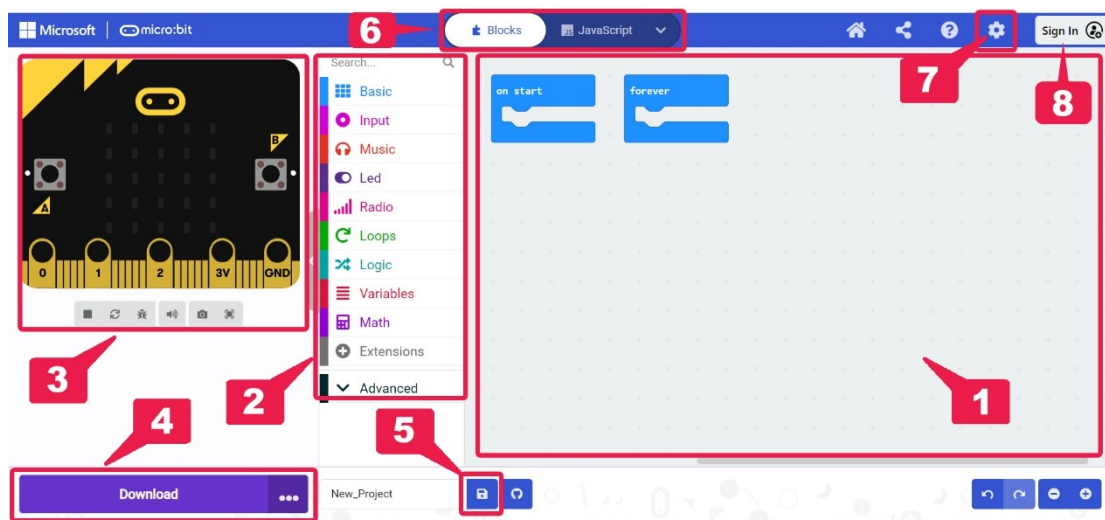 Microsoft micro:bit
6
Blocks
JS JavaScript
7
Sign In
8
Search...
Basic
Input
Music
Led
Radio
Loops
Logic
Variables
Math
Extensions
Advanced
on start
forever
A
B
0 1 2 3V GND
3
2
1
4
5
Download
New_Project